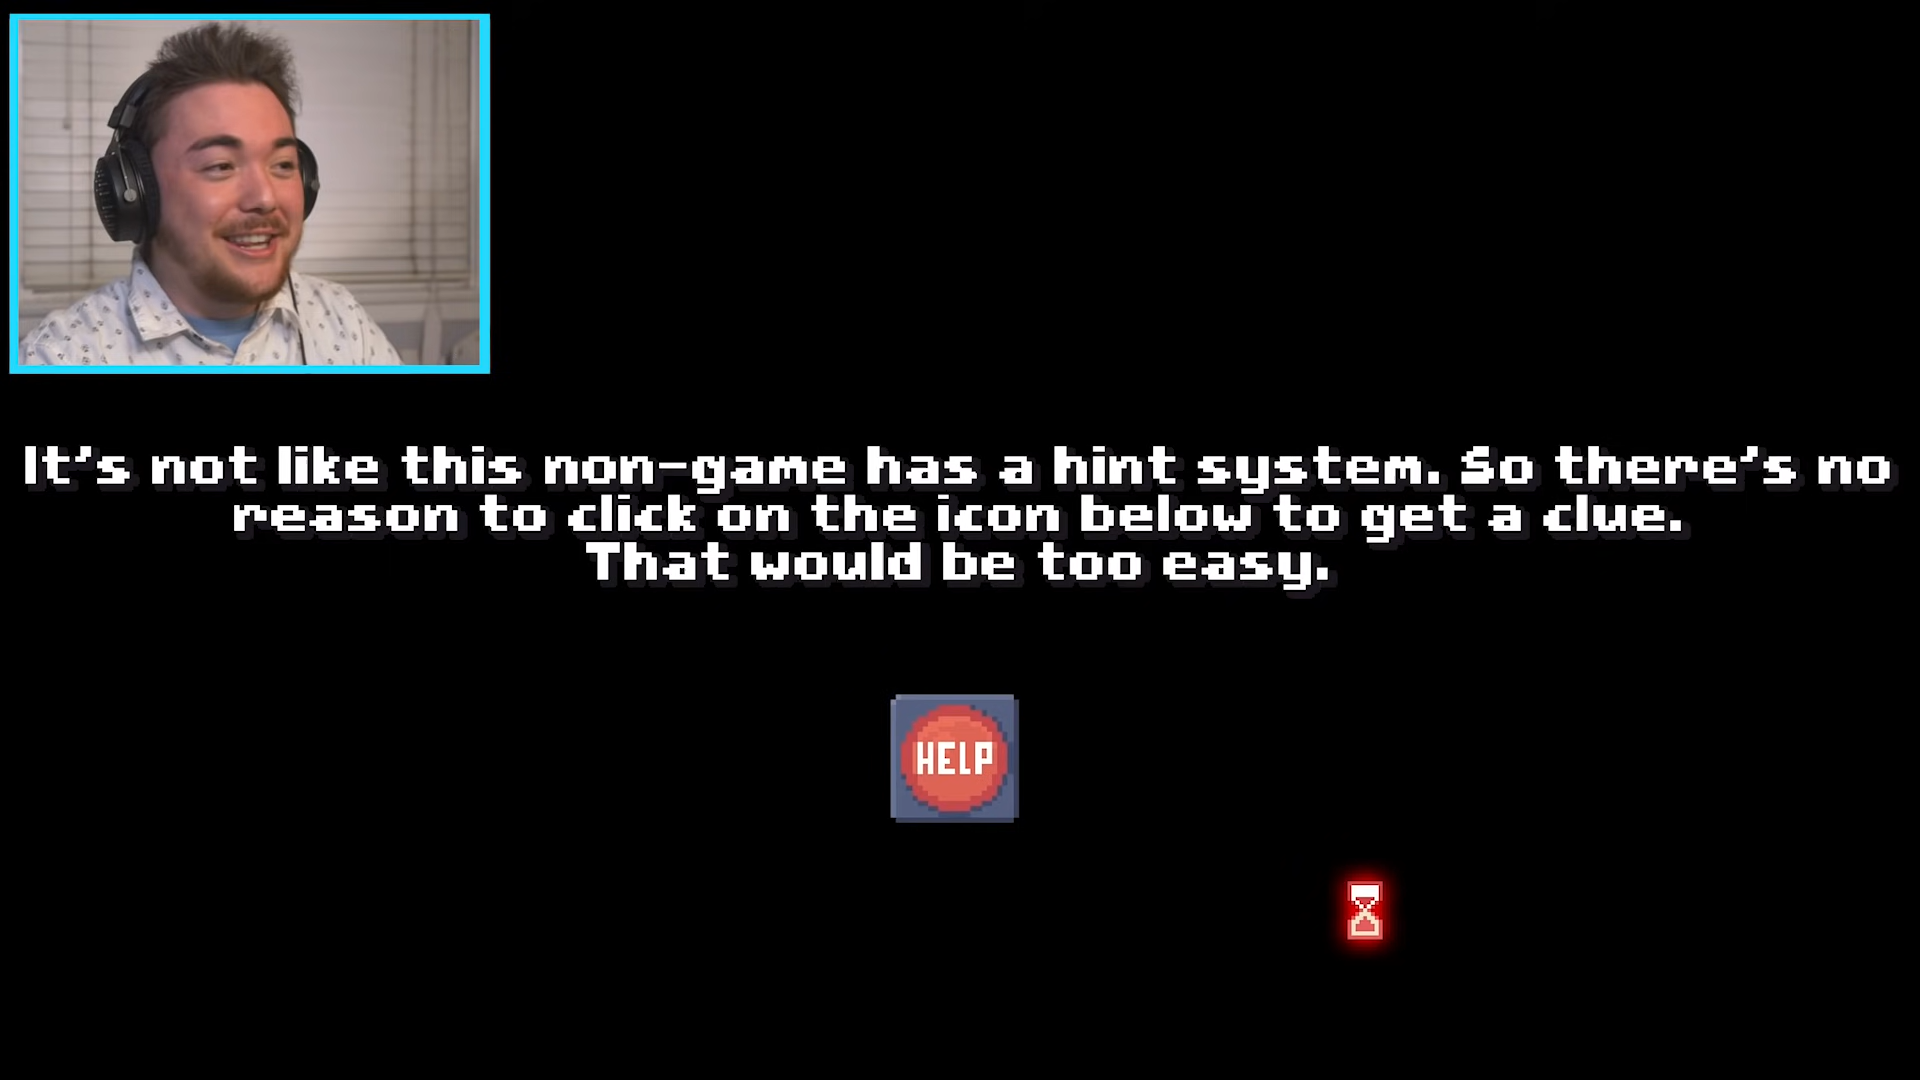 It's not like this non-game has a hint system. So there's no
reason to click on the icon below to get a clue.
That would be too easy.
HELP